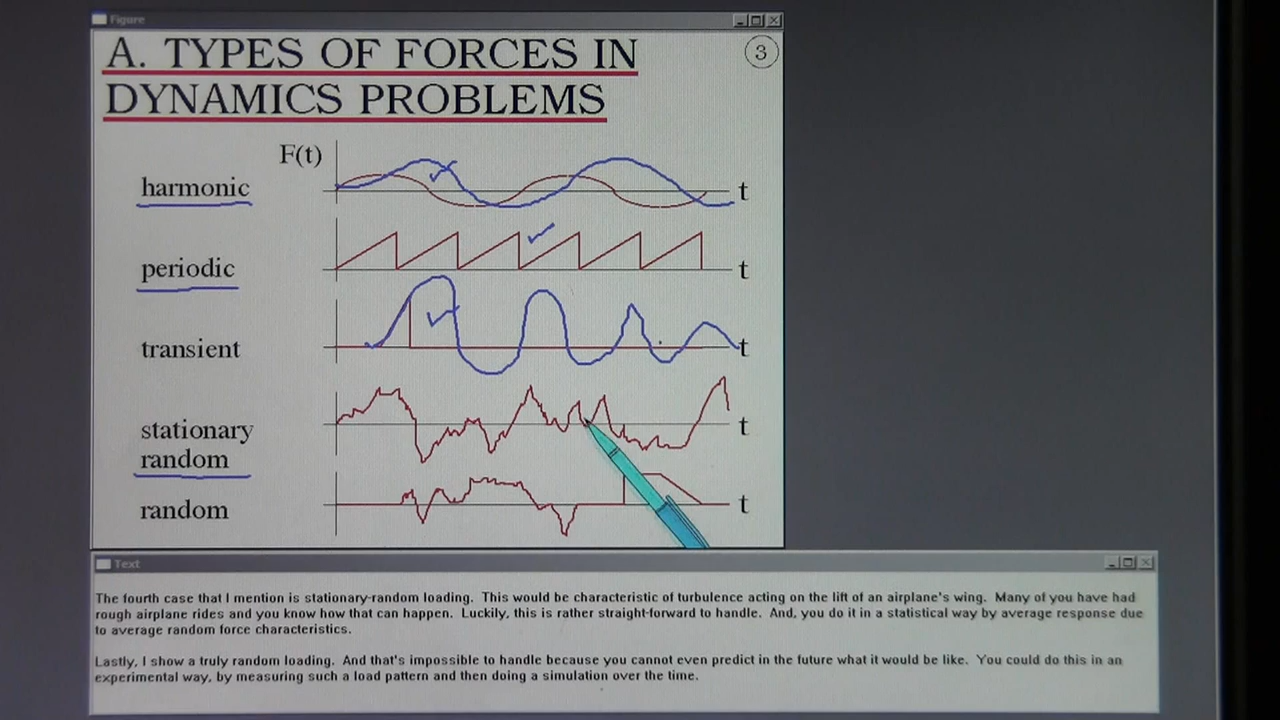 Figure
A. TYPES OF FORCES IN
DYNAMICS PROBLEMS
3
F(t)
harmonic
t
periodic
t
transient
t
stationary
random
t
random
t
Text
The fourth case that I mention is stationary-random loading. This would be characteristic of turbulence acting on the lift of an airplane's wing. Many of you have had
rough airplane rides and you know how that can happen. Luckily, this is rather straight-forward to handle. And, you do it in a statistical way by average response due
to average random force characteristics.
Lastly, I show a truly random loading. And that's impossible to handle because you cannot even predict in the future what it would be like. You could do this in an
experimental way, by measuring such a load pattern and then doing a simulation over the time.